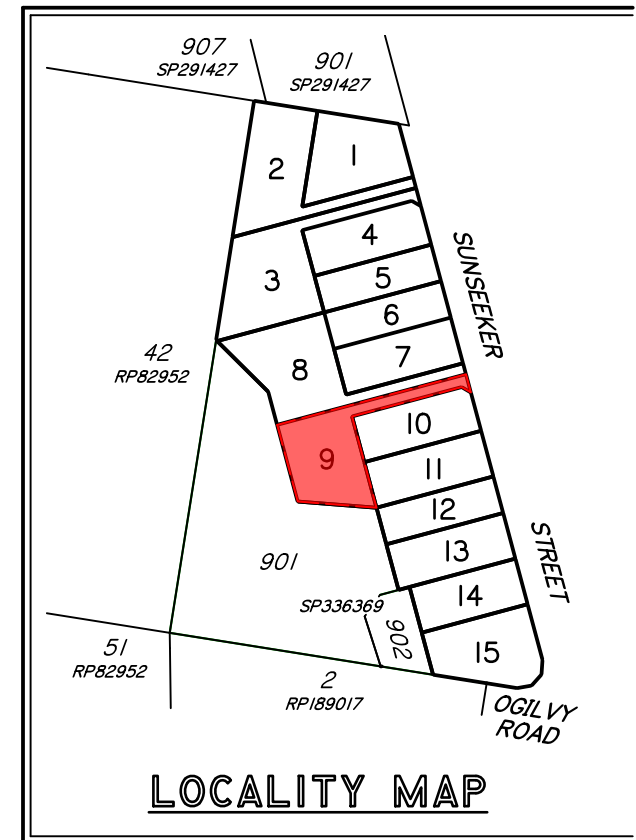 907
SP291427
901
SP291427
1
2
4
3
5
6
SUNSEEKER
42
RP82952
7
8
10
9
11
12
901
13
STREET
SP336369
14
902
15
51
RP82952
2
RP189017
OGILVY
ROAD
LOCALITY MAP